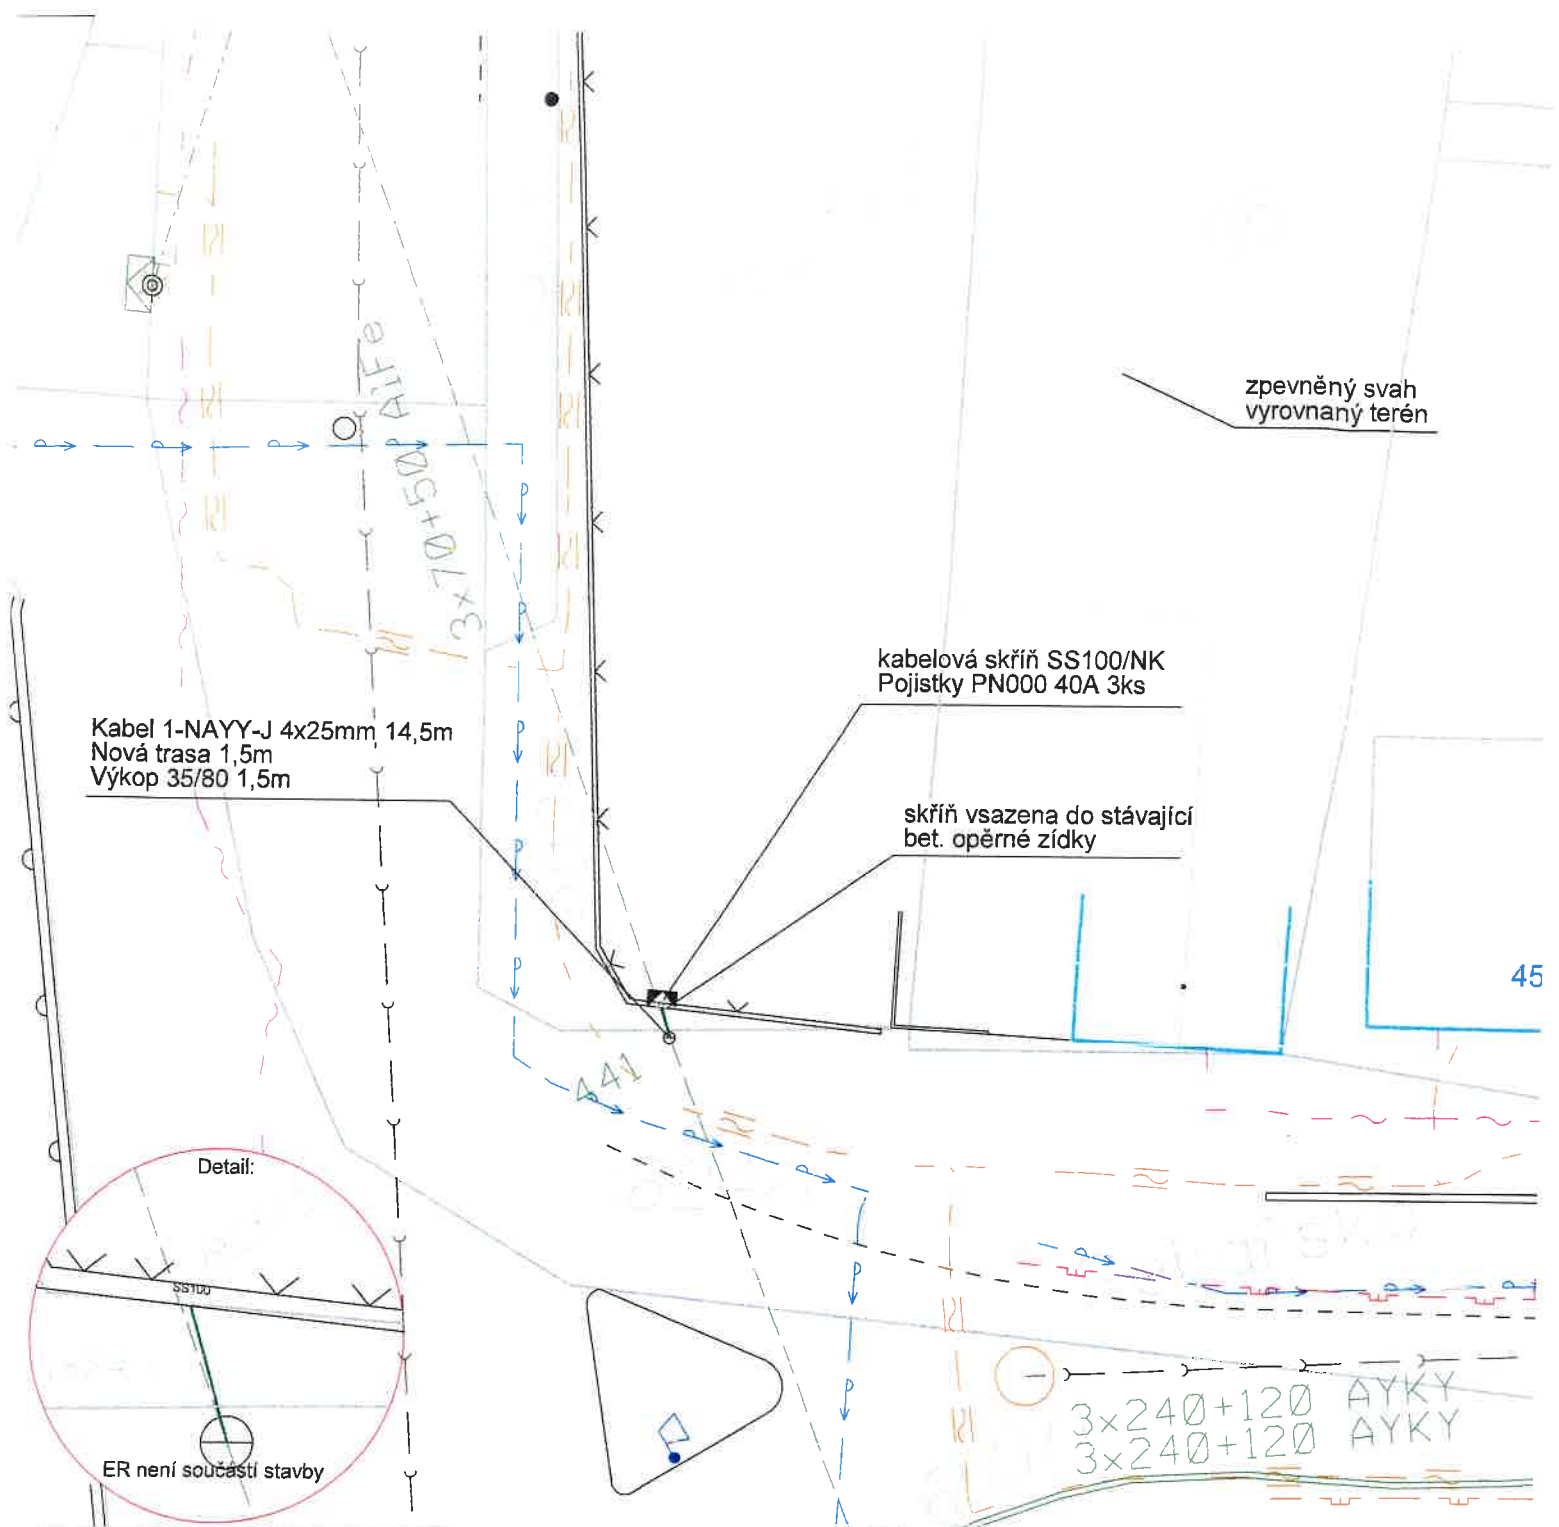 zpevněný svah
vyrovnaný terén
3x70+50 AlFe
kabelová skříň SS100/NK
Pojistky PN000 40A 3ks
Kabel 1-NAYY-J 4x25mm 14,5m
Nová trasa 1,5m
Výkop 35/80 1,5m
skříň vsazena do stávající
bet. opěrné zídky
45
441
Detail:
SS100
ER není součástí stavby
3x240+120 AYKY
3x240+120 AYKY